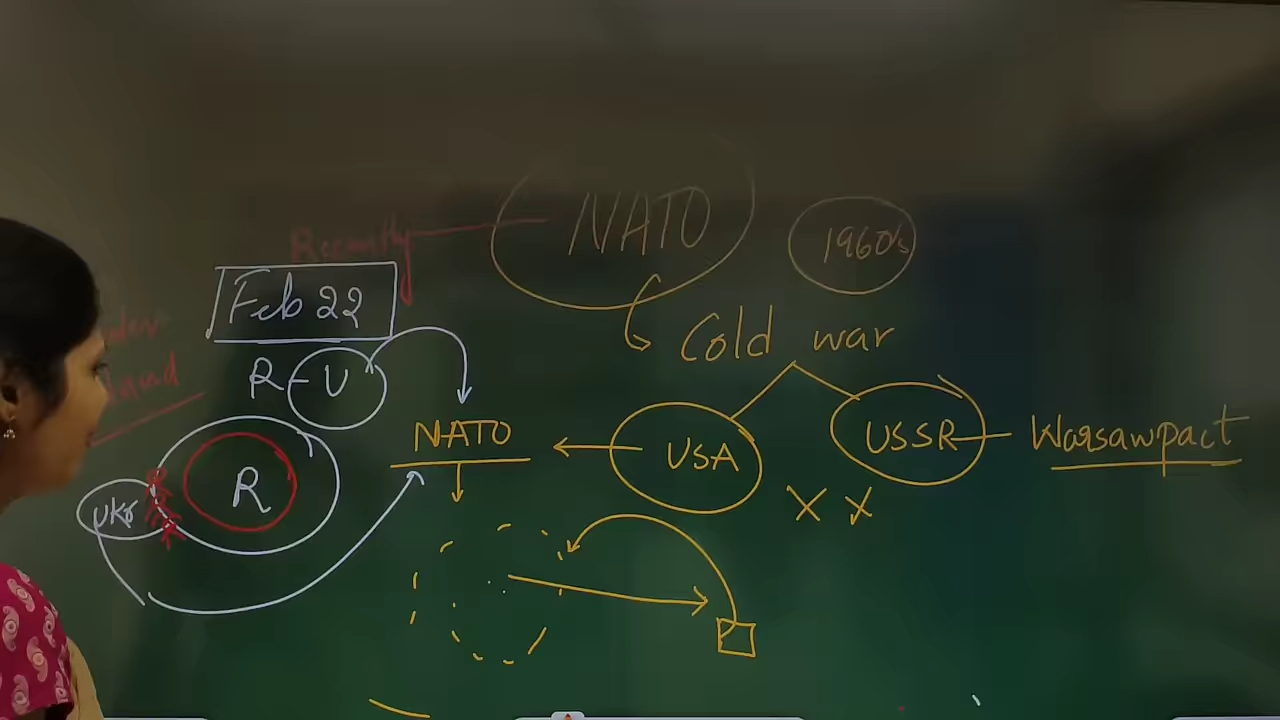 NATO
1960's
Recently
Feb 22
Cold war
R - U
NATO
USA
USSR
Warsawpact
R
UKr
X X